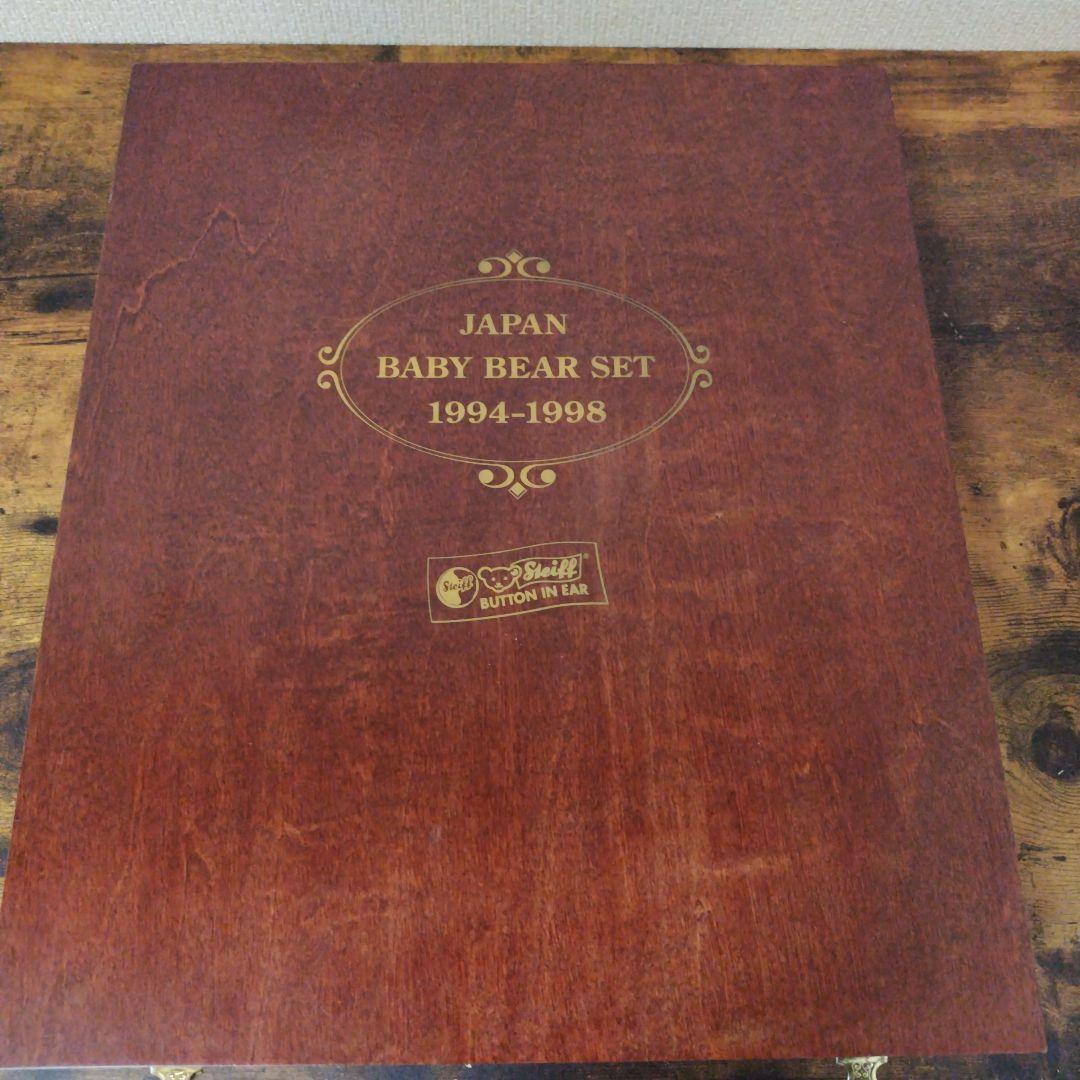 JAPAN
BABY BEAR SET
1994-1998
Steiff
Steiff®
BUTTON IN EAR